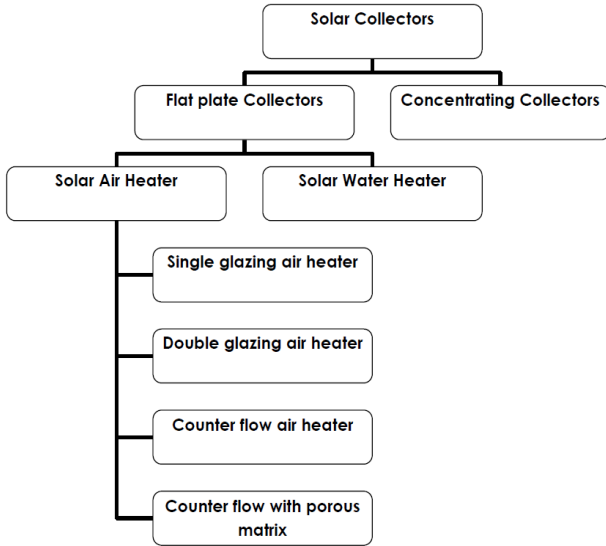 Solar Collectors
Flat plate Collectors
Concentrating Collectors
Solar Air Heater
Solar Water Heater
Single glazing air heater
Double glazing air heater
Counter flow air heater
Counter flow with porous
matrix